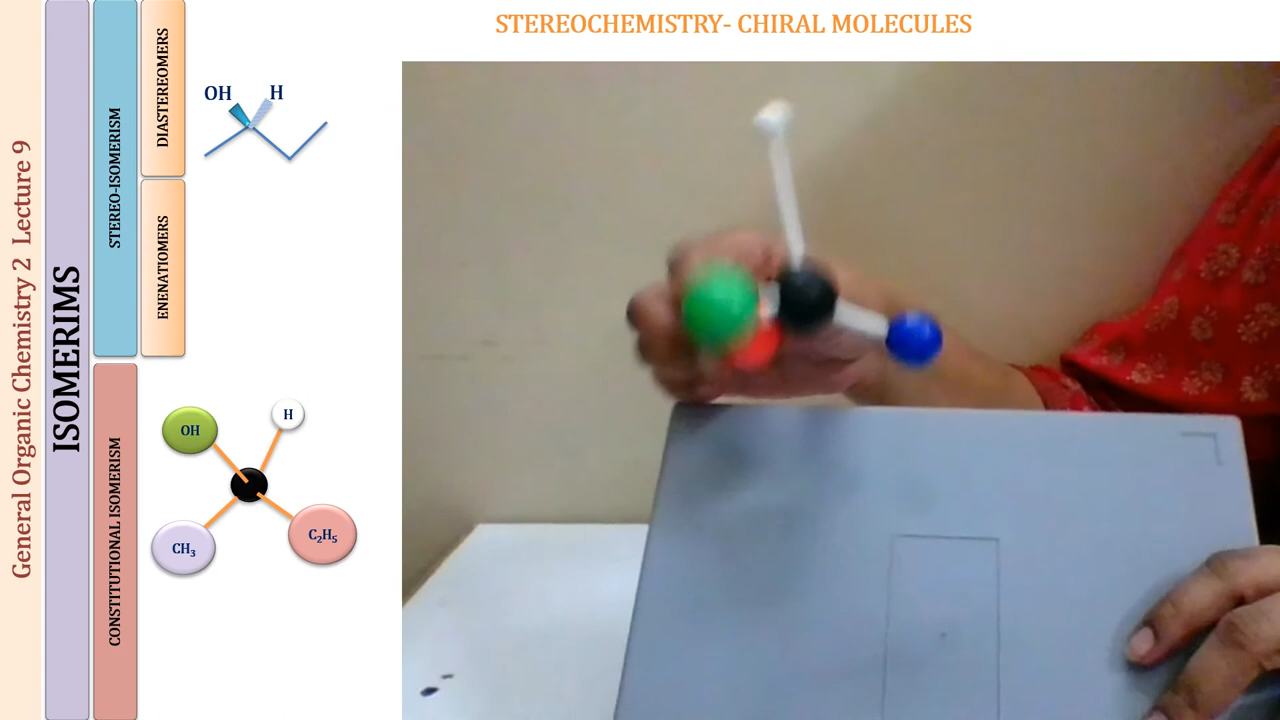 STEREOCHEMISTRY- CHIRAL MOLECULES
General Organic Chemistry 2 Lecture 9
ISOMERIMS
STEREO-ISOMERISM
DIASTEREOMERS
ENENATIOMERS
CONSTITUTIONAL ISOMERISM
OH H
OH
H
CH₃
C₂H₅